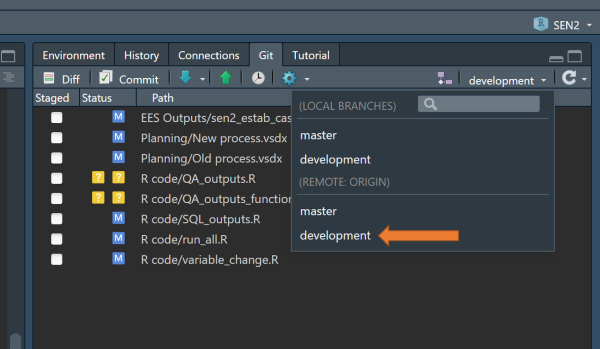 SEN2
Environment History Connections Git Tutorial
Diff Commit development
Staged Status Path
(LOCAL BRANCHES)
master
development
(REMOTE: ORIGIN)
master
development
M EES Outputs/sen2_estab_cas
M Planning/New process.vsdx
M Planning/Old process.vsdx
? ? R code/QA_outputs.R
? ? R code/QA_outputs_function
M R code/SQL_outputs.R
M R code/run_all.R
M R code/variable_change.R